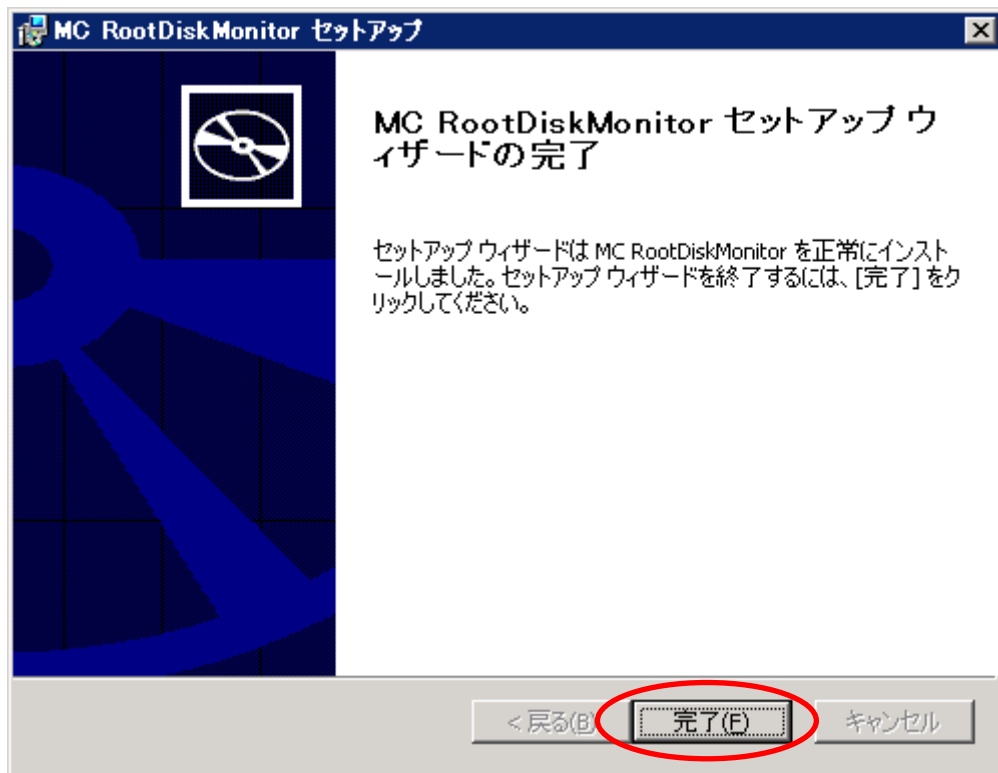 MC RootDiskMonitor セットアップ
MC RootDiskMonitor セットアップ ウ
ィザードの完了
セットアップ ウィザードは MC RootDiskMonitor を正常にインスト
ールしました。セットアップ ウィザードを終了するには、[完了] をク
リックしてください。
< 戻る(B) 完了(F) キャンセル